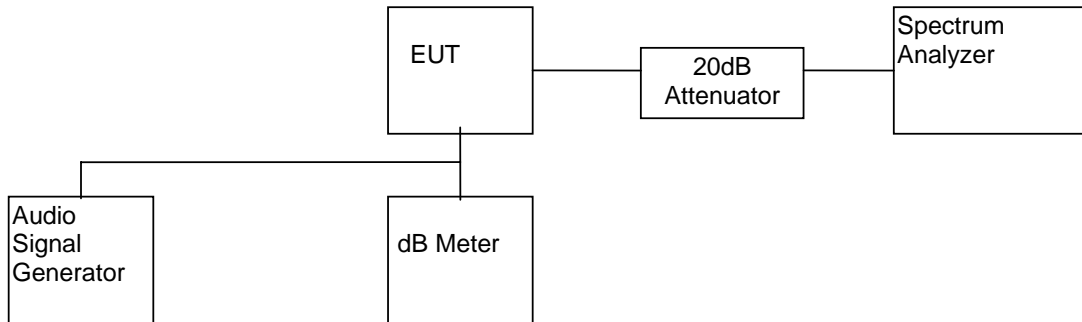 EUT
20dB
Attenuator
Spectrum
Analyzer
Audio
Signal
Generator
dB Meter